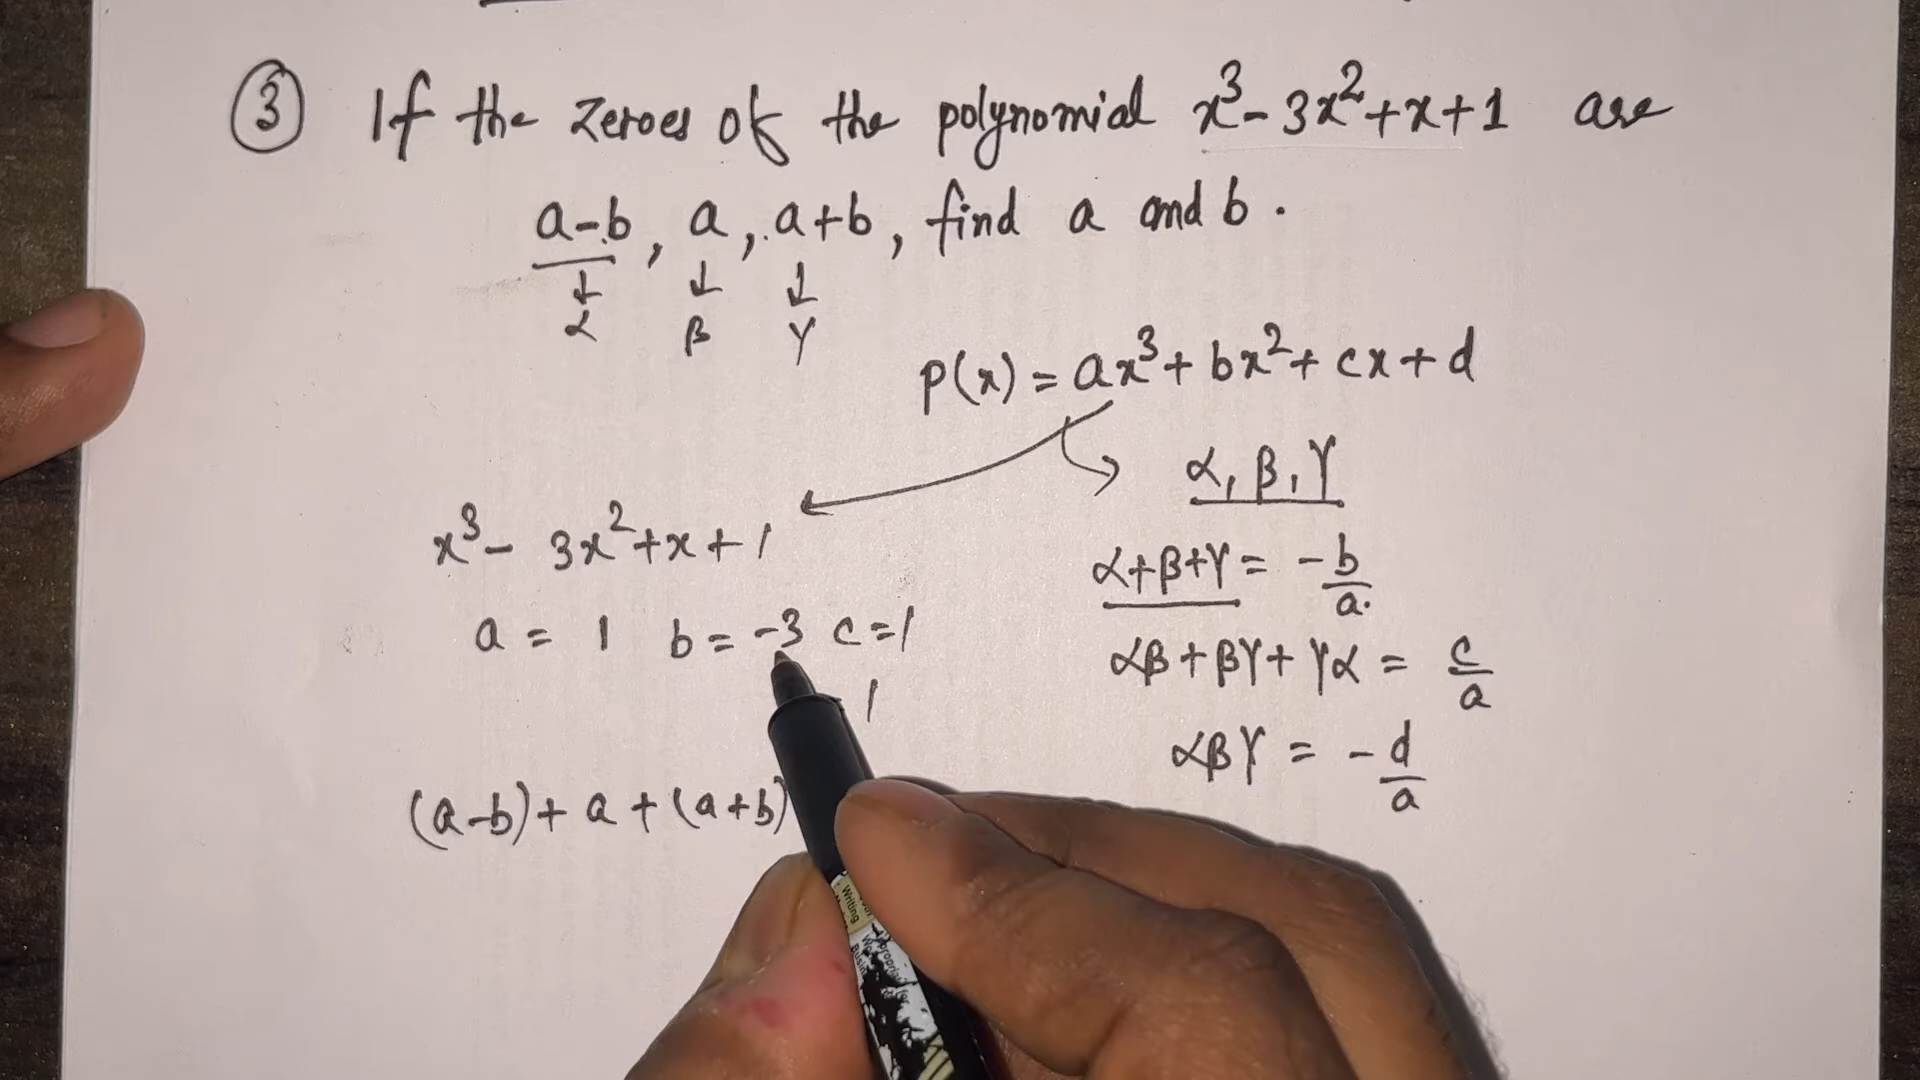 ③ If the zeroes of the polynomial x³-3x²+x+1 are
a-b, a, a+b, find a and b.
↓ ↓ ↓
α β γ
p(x) = ax³+bx²+cx+d
α, β, γ
x³- 3x²+x+1
α+β+γ = -b/a
a = 1 b = -3 c=1
αβ+βγ+γα = c/a
1
αβγ = -d/a
(a-b)+a+(a+b)
Writing